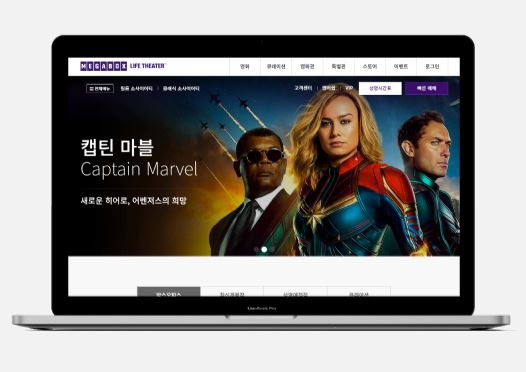 MEGABOX LIFE THEATER
영화 큐레이션 영화관 특별관 스토어 이벤트 로그인
전체메뉴 필름 소사이어티 클래식 소사이어티 고객센터 멤버십 VIP 상영시간표 빠른 예매
캡틴 마블
Captain Marvel
새로운 히어로, 어벤져스의 희망
박스오피스 최신개봉작 상영예정작 큐레이션